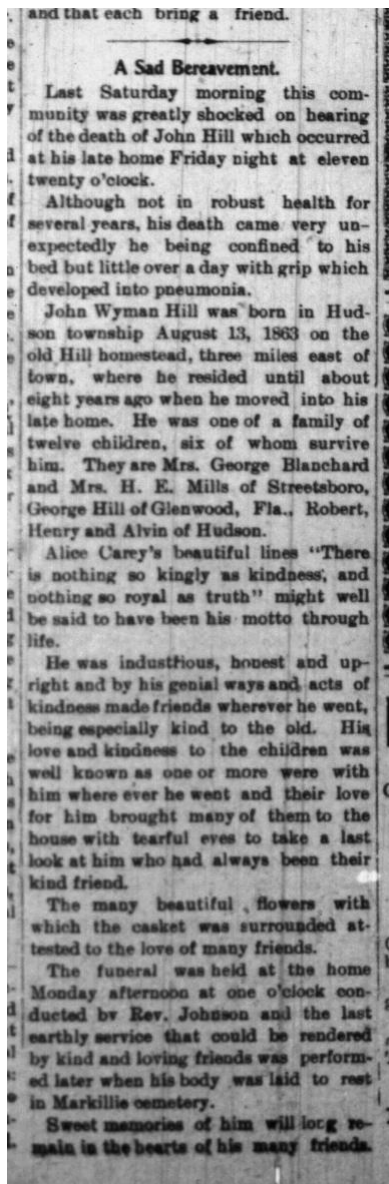 and that each bring a friend.
A Sad Bereavement.
Last Saturday morning this com-
munity was greatly shocked on hearing
of the death of John Hill which occurred
at his late home Friday night at eleven
twenty o'clock.
Although not in robust health for
several years, his death came very un-
expectedly he being confined to his
bed but little over a day with grip which
developed into pneumonia.
John Wyman Hill was born in Hud-
son township August 13, 1863 on the
old Hill homestead, three miles east of
town, where he resided until about
eight years ago when he moved into his
late home. He was one of a family of
twelve children, six of whom survive
him. They are Mrs. George Blanchard
and Mrs. H. E. Mills of Streetsboro,
George Hill of Glenwood, Fla., Robert,
Henry and Alvin of Hudson.
Alice Carey's beautiful lines "There
is nothing so kingly as kindness, and
nothing so royal as truth" might well
be said to have been his motto through
life.
He was industrious, honest and up-
right and by his genial ways and acts of
kindness made friends wherever he went,
being especially kind to the old. His
love and kindness to the children was
well known as one or more were with
him where ever he went and their love
for him brought many of them to the
house with tearful eyes to take a last
look at him who had always been their
kind friend.
The many beautiful flowers with
which the casket was surrounded at-
tested to the love of many friends.
The funeral was held at the home
Monday afternoon at one o'clock con-
ducted by Rev. Johnson and the last
earthly service that could be rendered
by kind and loving friends was perform-
ed later when his body was laid to rest
in Markillie cemetery.
Sweet memories of him will long re-
main in the hearts of his many friends.